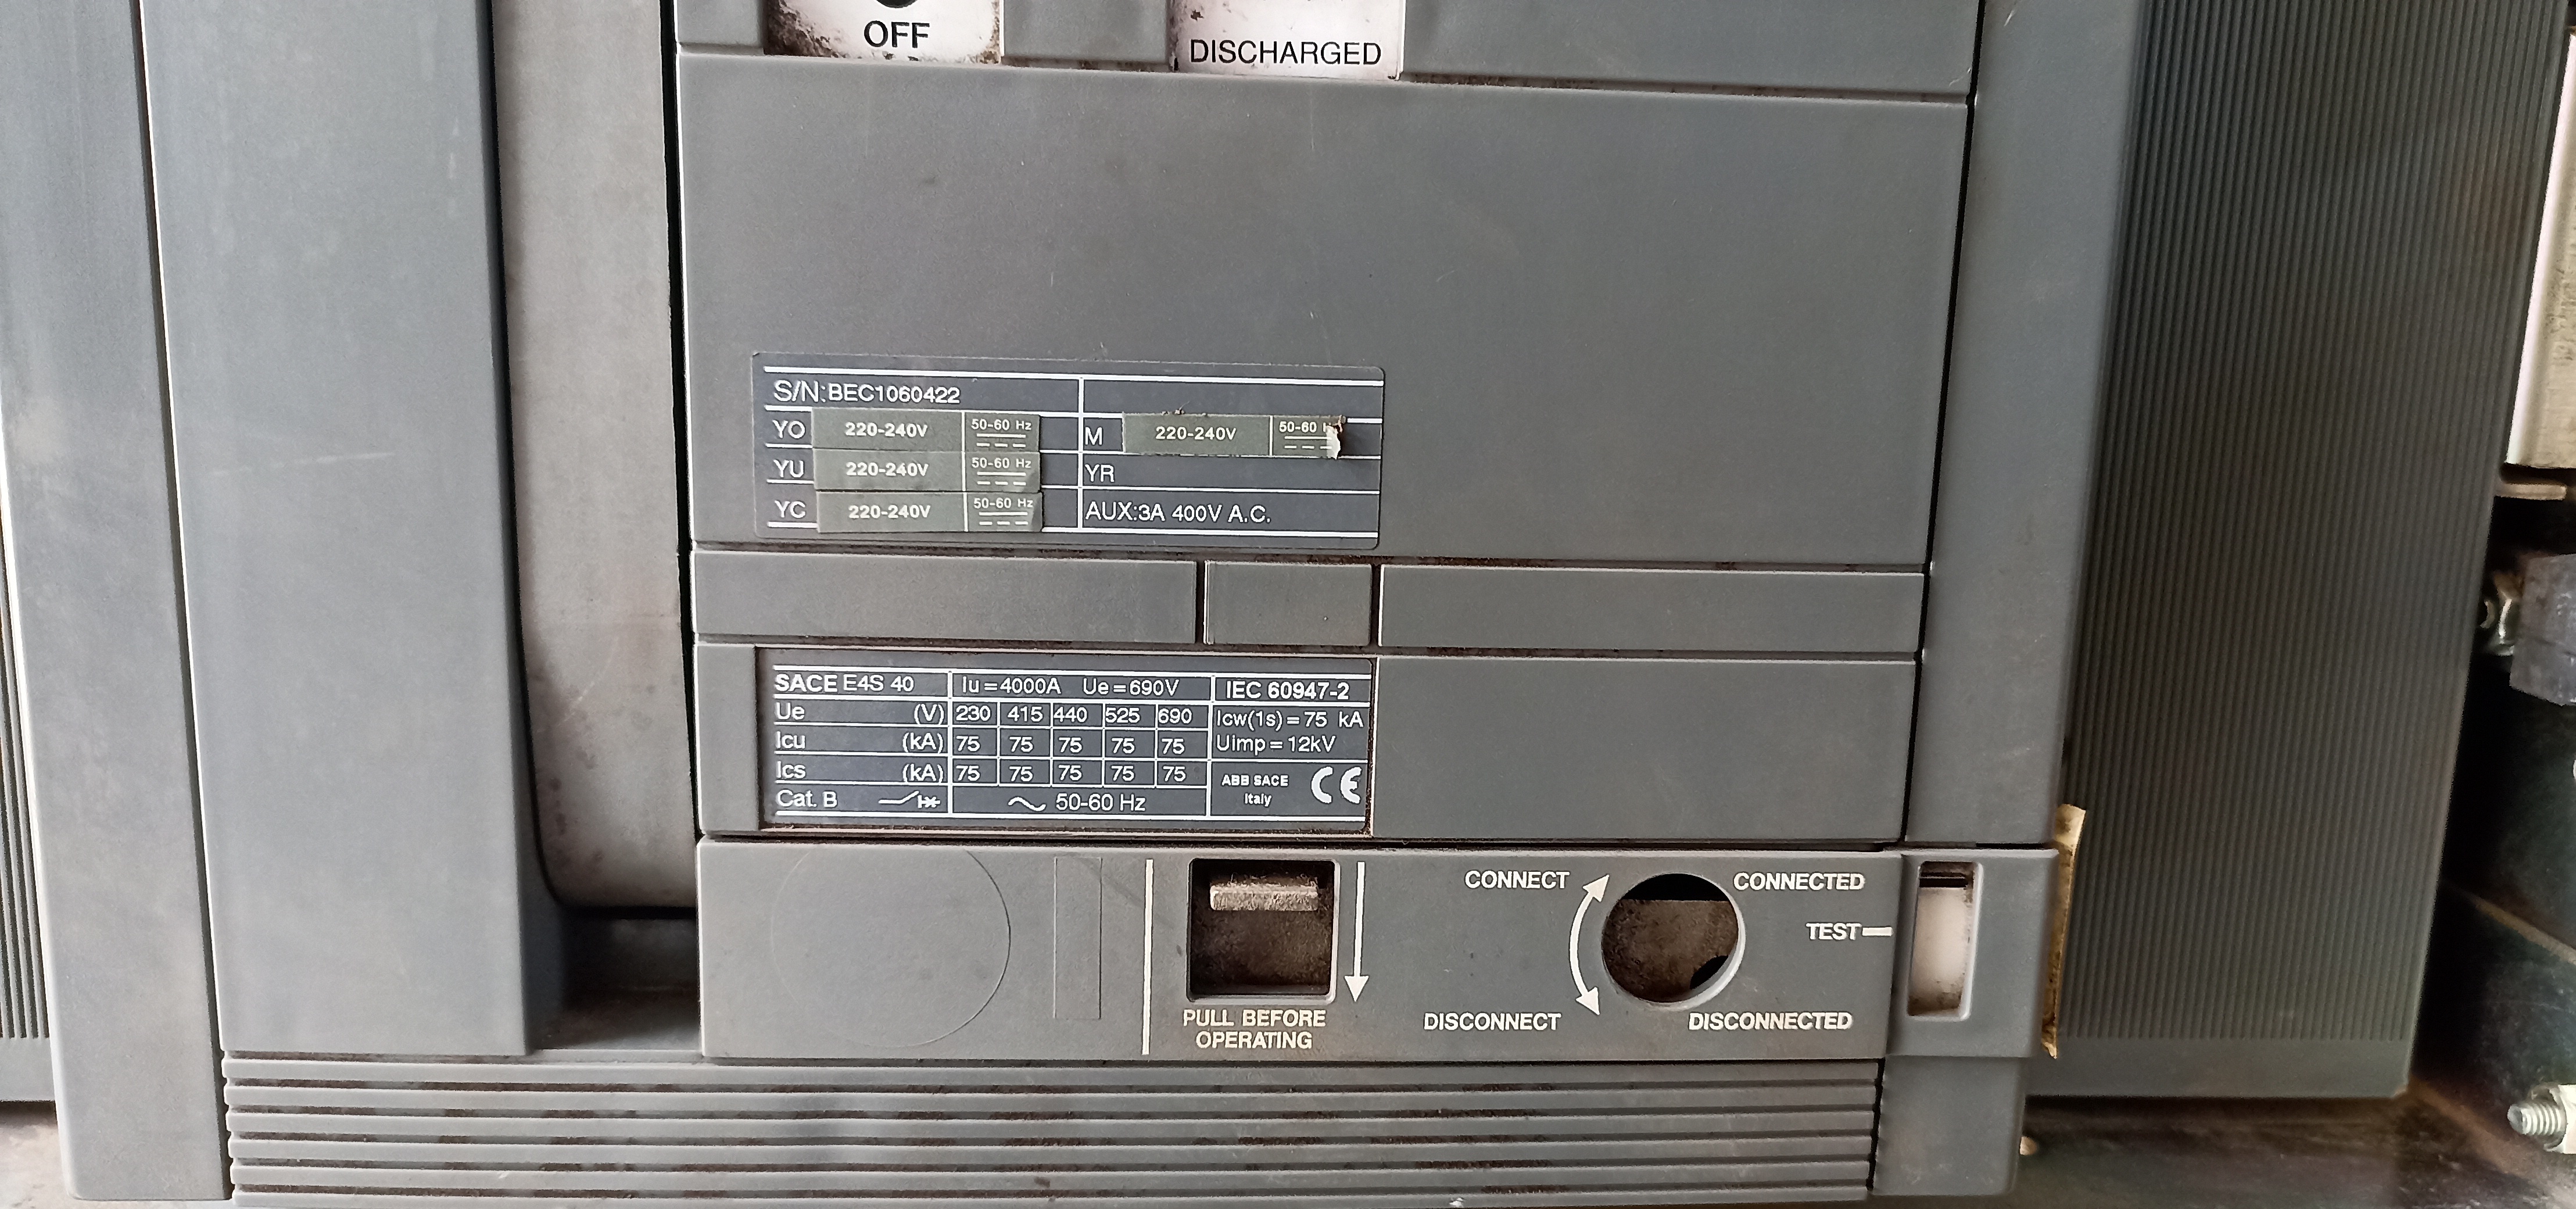 OFF
DISCHARGED
S/N:BEC1060422
YO 220-240V 50-60 Hz M 220-240V 50-60
YU 220-240V 50-60 Hz YR
YC 220-240V 50-60 Hz AUX:3A 400V A.C.
SACE E4S 40 Iu=4000A Ue=690V IEC 60947-2
Ue (V) 230 415 440 525 690 Icw(1s)=75 kA
Icu (kA) 75 75 75 75 75 Uimp=12kV
Ics (kA) 75 75 75 75 75 ABB SACE CE
Cat. B 50-60 Hz Italy
CONNECT CONNECTED
TEST
DISCONNECT DISCONNECTED
PULL BEFORE
OPERATING